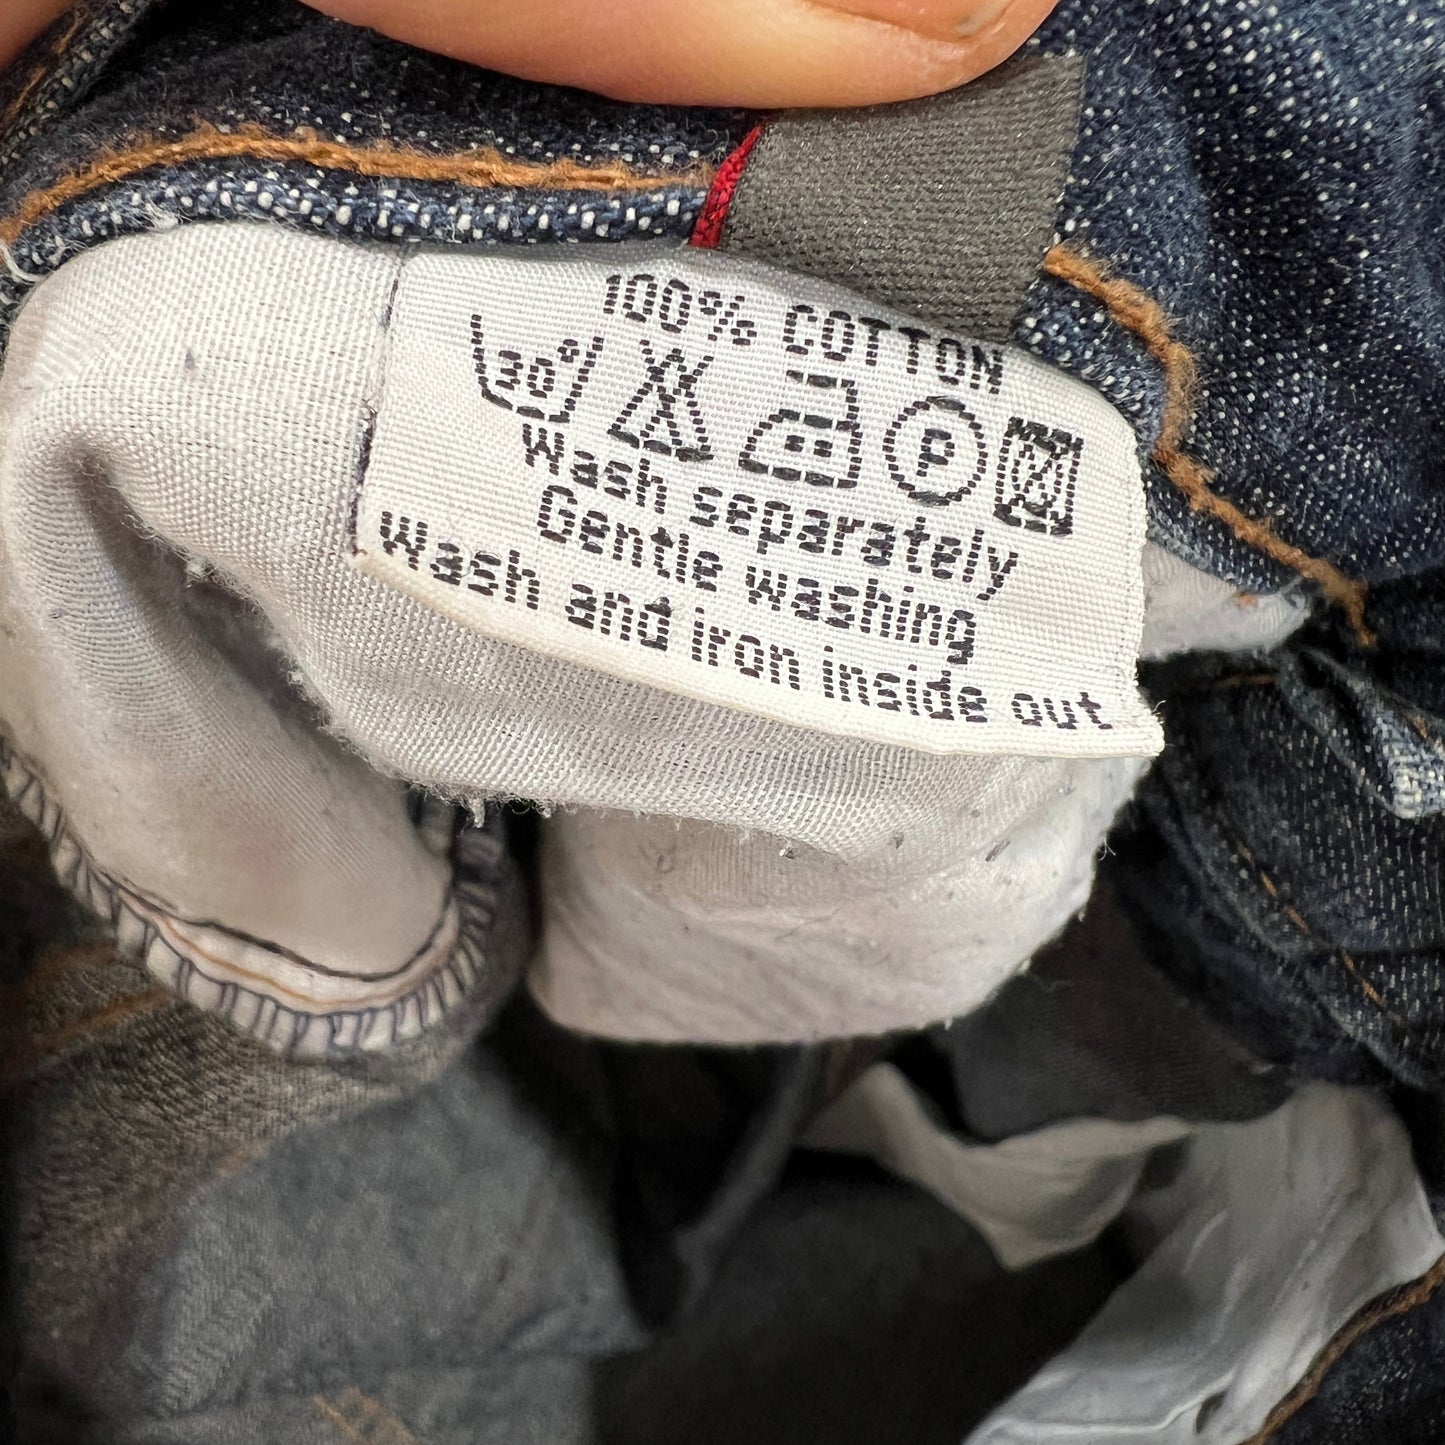 100% COTTON
30° P
Wash separately
Gentle washing
Wash and iron inside out